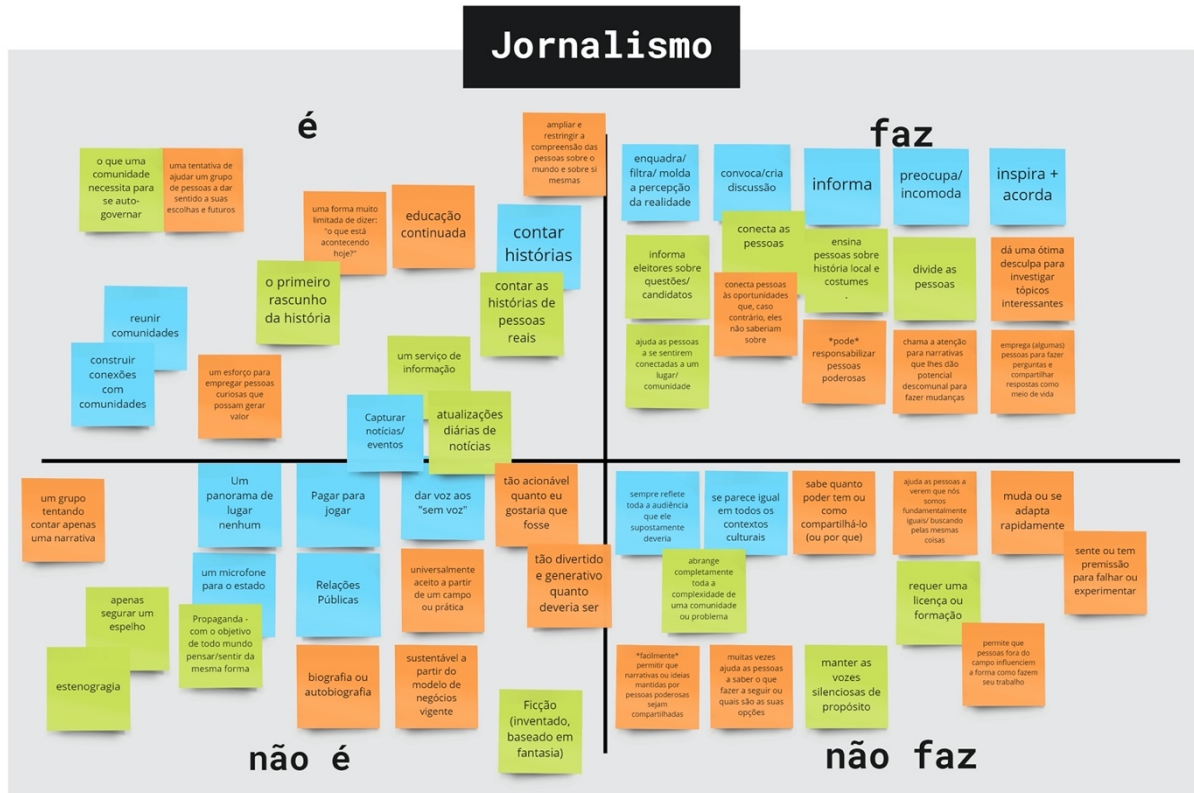 Jornalismo
é
o que uma
comunidade
necessita para
se auto-
governar
uma tentativa de
ajudar um grupo
de pessoas a dar
sentido a suas
escolhas e futuros
uma forma muito
limitada de dizer:
"o que está
acontecendo
hoje?"
educação
continuada
ampliar e
restringir a
compreensão das
pessoas sobre o
mundo e sobre si
mesmas
contar
histórias
o primeiro
rascunho
da história
contar as
histórias de
pessoas
reais
reunir
comunidades
construir
conexões
com
comunidades
um esforço para
empregar pessoas
curiosas que
possam gerar
valor
um serviço de
informação
Capturar
notícias/
eventos
atualizações
diárias de
notícias
faz
enquadra/
filtra/ molda
a percepção
da realidade
convoca/cria
discussão
informa
preocupa/
incomoda
inspira +
acorda
informa
eleitores sobre
questões/
candidatos
conecta as
pessoas
ensina
pessoas sobre
história local e
costumes
.
divide as
pessoas
dá uma ótima
desculpa para
investigar
tópicos
interessantes
conecta pessoas
às oportunidades
que, caso
contrário, eles
não saberiam
sobre
ajuda as pessoas
a se sentirem
conectadas a um
lugar/
comunidade
*pode*
responsabilizar
pessoas
poderosas
chama a atenção
para narrativas
que lhes dão
potencial
descomunal para
fazer mudanças
emprega (algumas)
pessoas para fazer
perguntas e
compartilhar
respostas como
meio de vida
um grupo
tentando
contar apenas
uma narrativa
Um
panorama de
lugar
nenhum
Pagar para
jogar
dar voz aos
"sem voz"
tão acionável
quanto eu
gostaria que
fosse
um microfone
para o estado
Relações
Públicas
universalmente
aceito a partir
de um campo
ou prática
tão divertido
e generativo
quanto
deveria ser
apenas
segurar um
espelho
Propaganda -
com o objetivo
de todo mundo
pensar/sentir da
mesma forma
estenogragia
biografia ou
autobiografia
sustentável a
partir do
modelo de
negócios
vigente
Ficção
(inventado,
baseado em
fantasia)
não é
sempre reflete
toda a audiência
que ele
supostamente
deveria
se parece igual
em todos os
contextos
culturais
sabe quanto
poder tem ou
como
compartilhá-lo
(ou por que)
ajuda as pessoas a
verem que nós
somos
fundamentalmente
iguais/ buscando
pelas mesmas
coisas
muda ou se
adapta
rapidamente
sente ou tem
premissão
para falhar ou
experimentar
abrange
completamente
toda a
complexidade de
uma comunidade
ou problema
requer uma
licença ou
formação
permite que
pessoas fora do
campo influenciem
a forma como fazem
seu trabalho
*facilmente*
permitir que
narrativas ou ideias
mantidas por
pessoas poderosas
sejam
compartilhadas
muitas vezes
ajuda as pessoas
a saber o que
fazer a seguir ou
quais são as suas
opções
manter as
vozes
silenciosas de
propósito
não faz